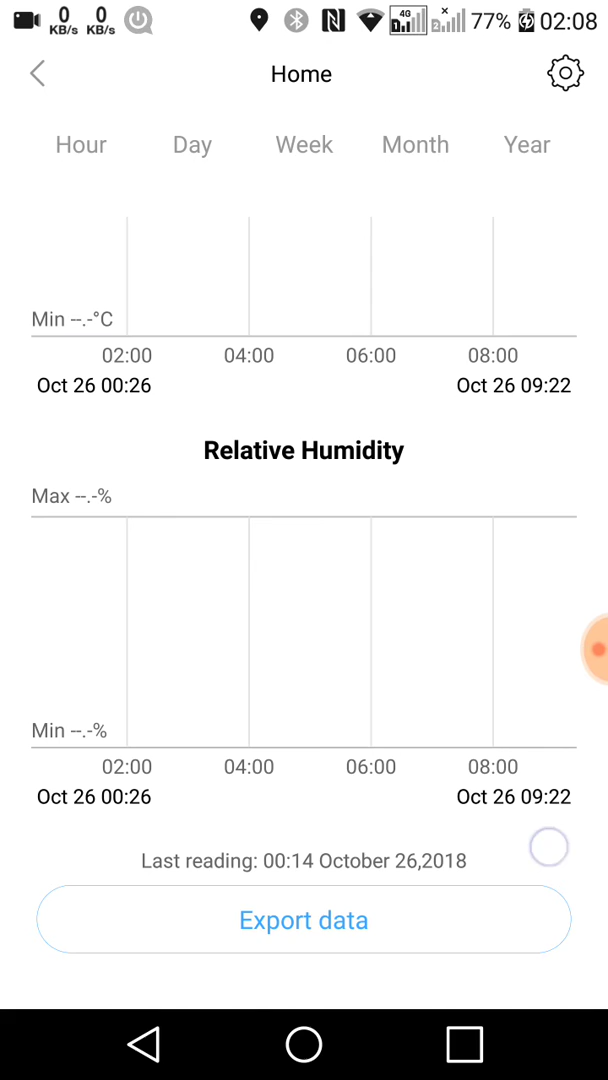 0 KB/s 0 KB/s 4G 1 x 2 77% 02:08
Home
Hour Day Week Month Year
Min --.-°C
02:00 04:00 06:00 08:00
Oct 26 00:26 Oct 26 09:22
Relative Humidity
Max --.-%
Min --.-%
02:00 04:00 06:00 08:00
Oct 26 00:26 Oct 26 09:22
Last reading: 00:14 October 26,2018
Export data